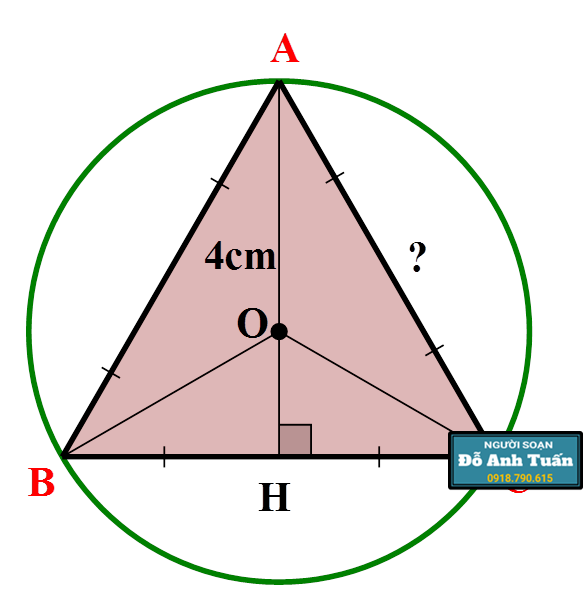 A
4cm
?
O
B
H
NGƯỜI SOẠN
Đỗ Anh Tuấn
0918.790.615